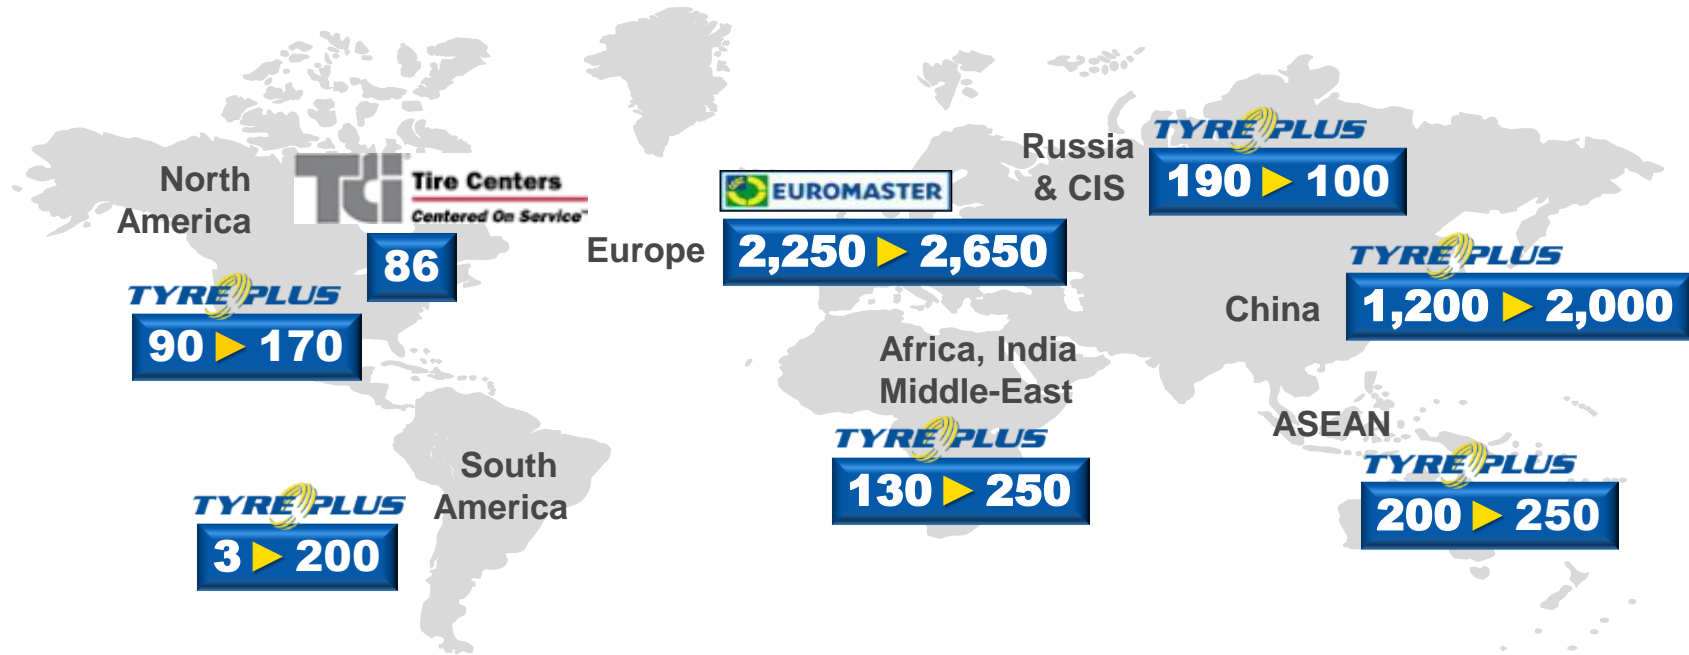 North
America
TCi
Tire Centers
Centered On Service™
86
TYREPLUS
90 ► 170
South
America
TYREPLUS
3 ► 200
EUROMASTER
Europe
2,250 ► 2,650
Africa, India
Middle-East
TYREPLUS
130 ► 250
Russia
& CIS
TYREPLUS
190 ► 100
TYREPLUS
China
1,200 ► 2,000
ASEAN
TYREPLUS
200 ► 250